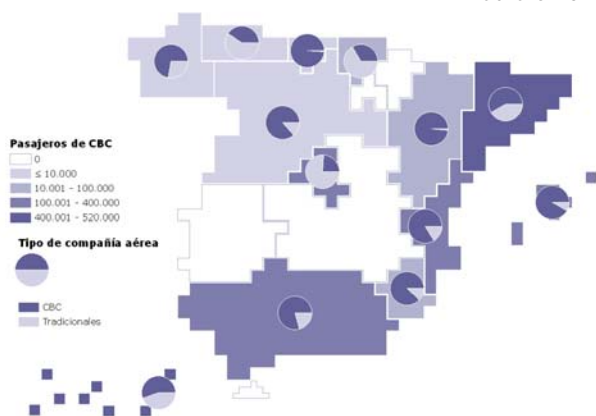 Pasajeros de CBC
0
≤ 10.000
10.001 - 100.000
100.001 - 400.000
400.001 - 520.000
Tipo de compañía aérea
CBC
Tradicionales